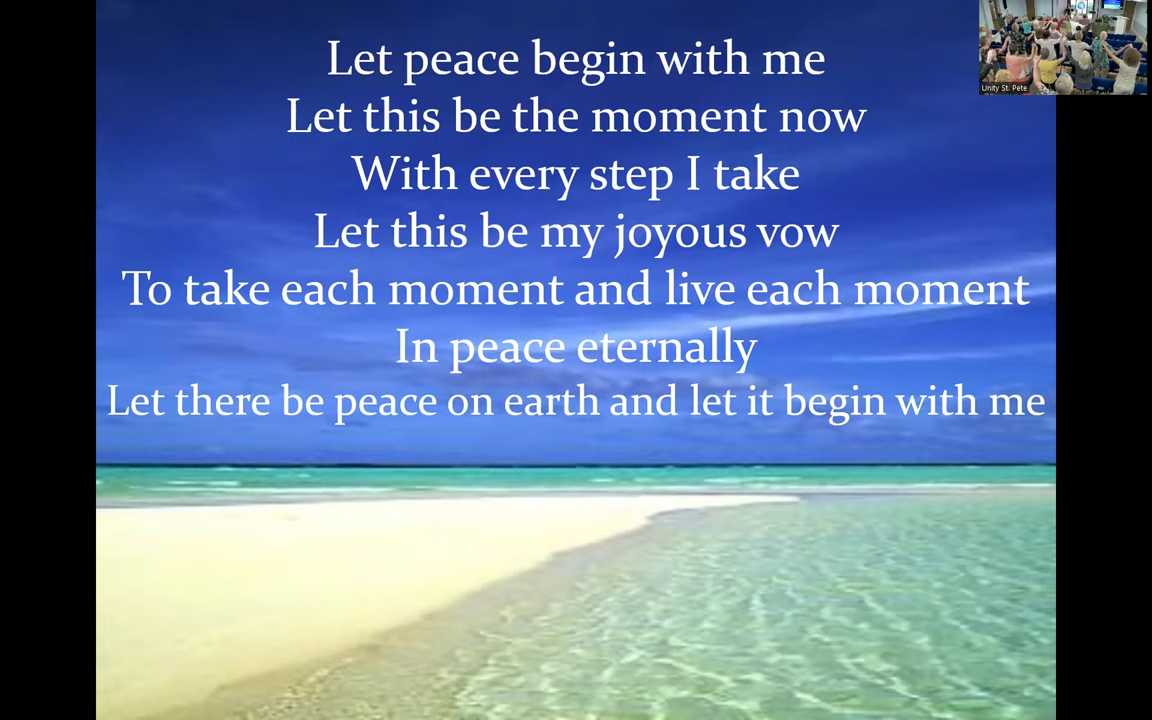 Let peace begin with me
Let this be the moment now
With every step I take
Let this be my joyous vow
To take each moment and live each moment
In peace eternally
Let there be peace on earth and let it begin with me
Unity St. Pete